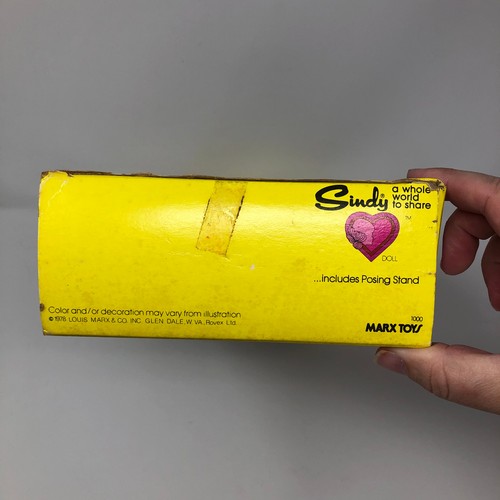 Sindy® a whole
world
to share
TM
DOLL
...includes Posing Stand
Color and/or decoration may vary from illustration
© 1978 LOUIS MARX & CO. INC. GLEN DALE, W. VA., Rovex Ltd.
1000
MARX TOYS